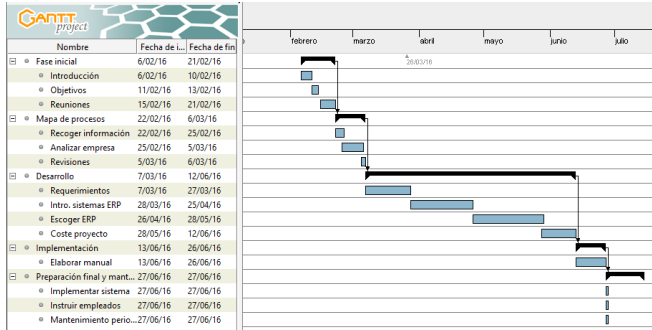 GANTT
project
Nombre Fecha de i... Fecha de fin
febrero marzo abril mayo junio julio
28/03/16
Fase inicial 6/02/16 21/02/16
Introducción 6/02/16 10/02/16
Objetivos 11/02/16 13/02/16
Reuniones 15/02/16 21/02/16
Mapa de procesos 22/02/16 6/03/16
Recoger información 22/02/16 25/02/16
Analizar empresa 25/02/16 5/03/16
Revisiones 5/03/16 6/03/16
Desarrollo 7/03/16 12/06/16
Requerimientos 7/03/16 27/03/16
Intro. sistemas ERP 28/03/16 25/04/16
Escoger ERP 26/04/16 28/05/16
Coste proyecto 28/05/16 12/06/16
Implementación 13/06/16 26/06/16
Elaborar manual 13/06/16 26/06/16
Preparación final y mant... 27/06/16 27/06/16
Implementar sistema 27/06/16 27/06/16
Instruir empleados 27/06/16 27/06/16
Mantenimiento perio... 27/06/16 27/06/16